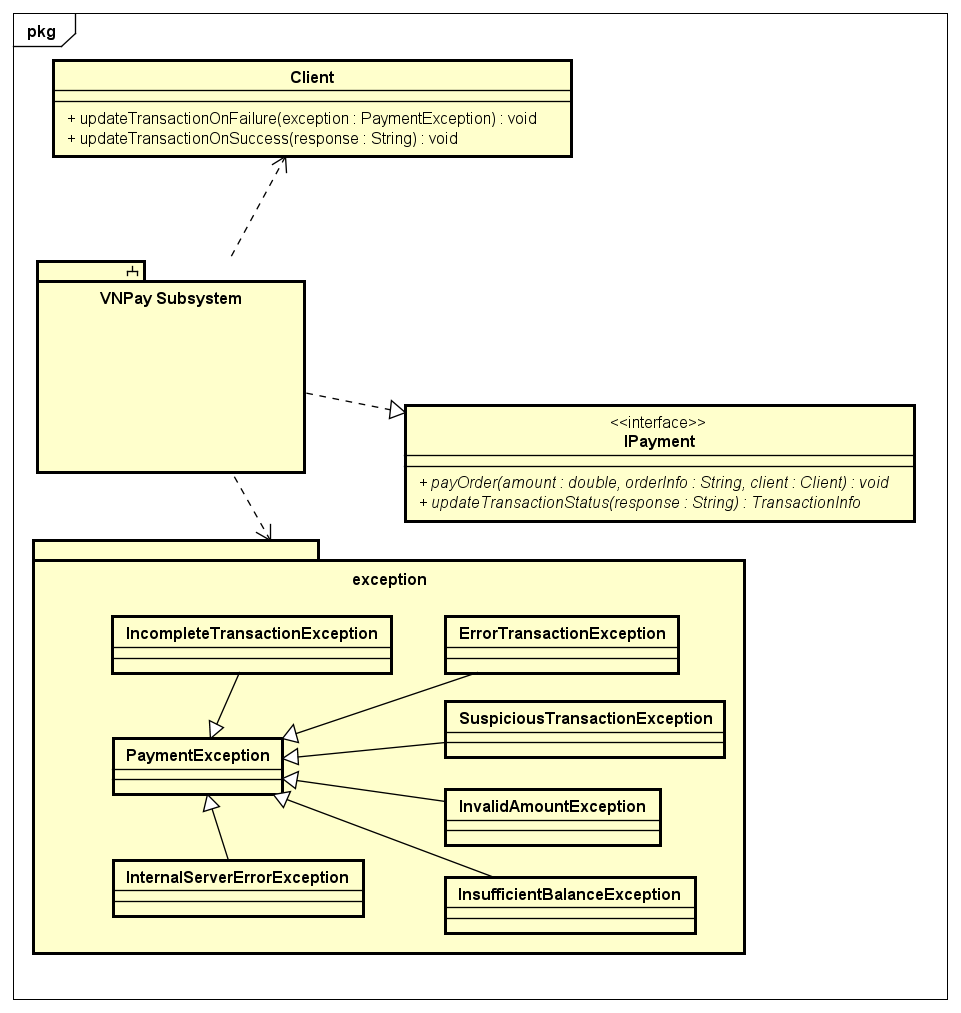 pkg
Client
+ updateTransactionOnFailure(exception : PaymentException) : void
+ updateTransactionOnSuccess(response : String) : void
VNPay Subsystem
<<interface>>
IPayment
+ payOrder(amount : double, orderInfo : String, client : Client) : void
+ updateTransactionStatus(response : String) : TransactionInfo
exception
IncompleteTransactionException
ErrorTransactionException
SuspiciousTransactionException
PaymentException
InvalidAmountException
InternalServerErrorException
InsufficientBalanceException